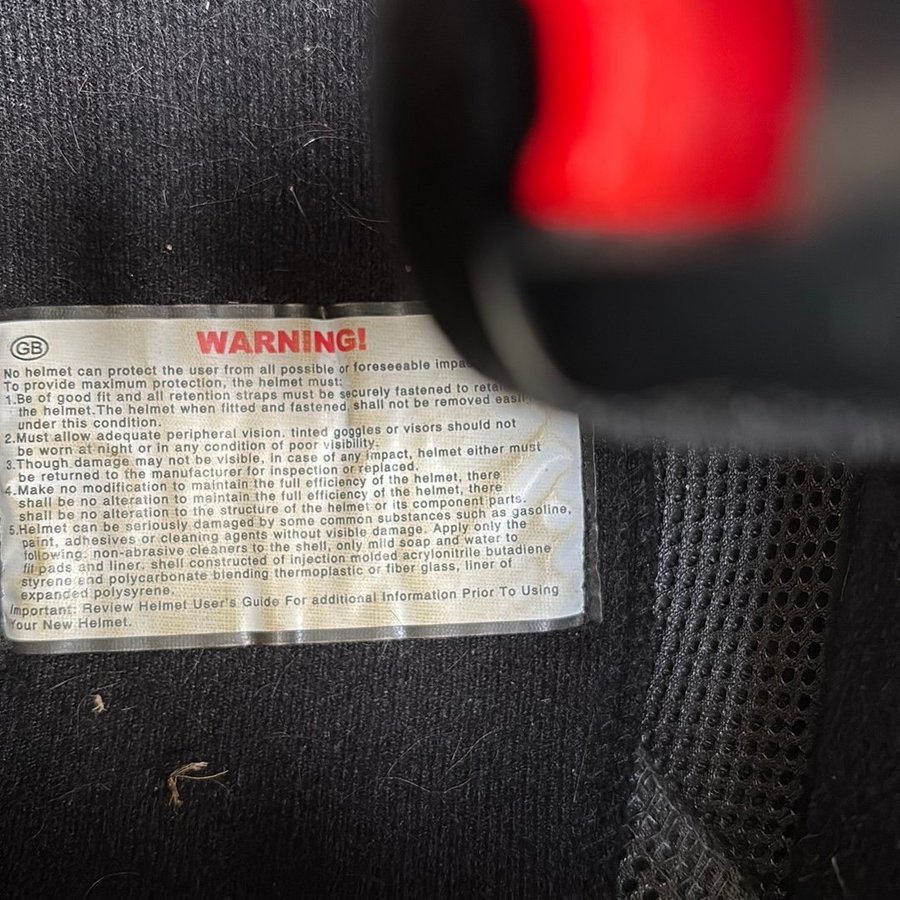 GB
WARNING!
No helmet can protect the user from all possible or foreseeable
To provide maximum protection, the helmet must:
1.Be of good fit and all retention straps must be securely fastened to
the helmet.The helmet when fitted and fastened, shall not be removed
under this condition.
2.Must allow adequate peripheral vision, tinted goggles or visors should not
be worn at night or in any condition of poor visibility.
3.Though damage may not be visible, in case of any impact, helmet either must
be returned to the manufacturer for inspection or replaced.
4.Make no modification to maintain the full efficiency of the helmet, there
shall be no alteration to maintain the full efficiency of the helmet, there
shall be no alteration to the structure of the helmet or its component parts.
5.Helmet can be seriously damaged by some common substances such as gasoline,
paint, adhesives or cleaning agents without visible damage. Apply only the
following: non-abrasive cleaners to the shell, only mild soap and water to
fit pads and liner. shell constructed of injection molded acrylonitrile butadiene
styrene and polycarbonate blending thermoplastic or fiber glass, liner of
expanded polysyrene.
Important: Review Helmet User's Guide For additional Information Prior To Using
Your New Helmet.